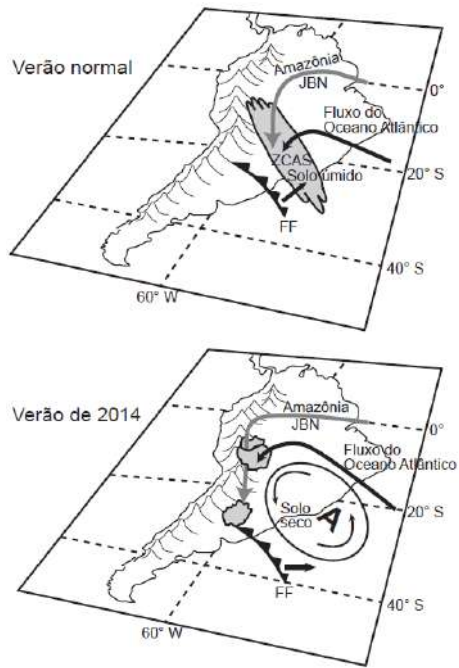 Verão normal
Amazônia
JBN
0°
Fluxo do
Oceano Atlântico
ZCAS
Solo úmido
20° S
FF
40° S
60° W
Verão de 2014
Amazônia
JBN
0°
Fluxo do
Oceano Atlântico
Solo
seco
A
20° S
FF
40° S
60° W